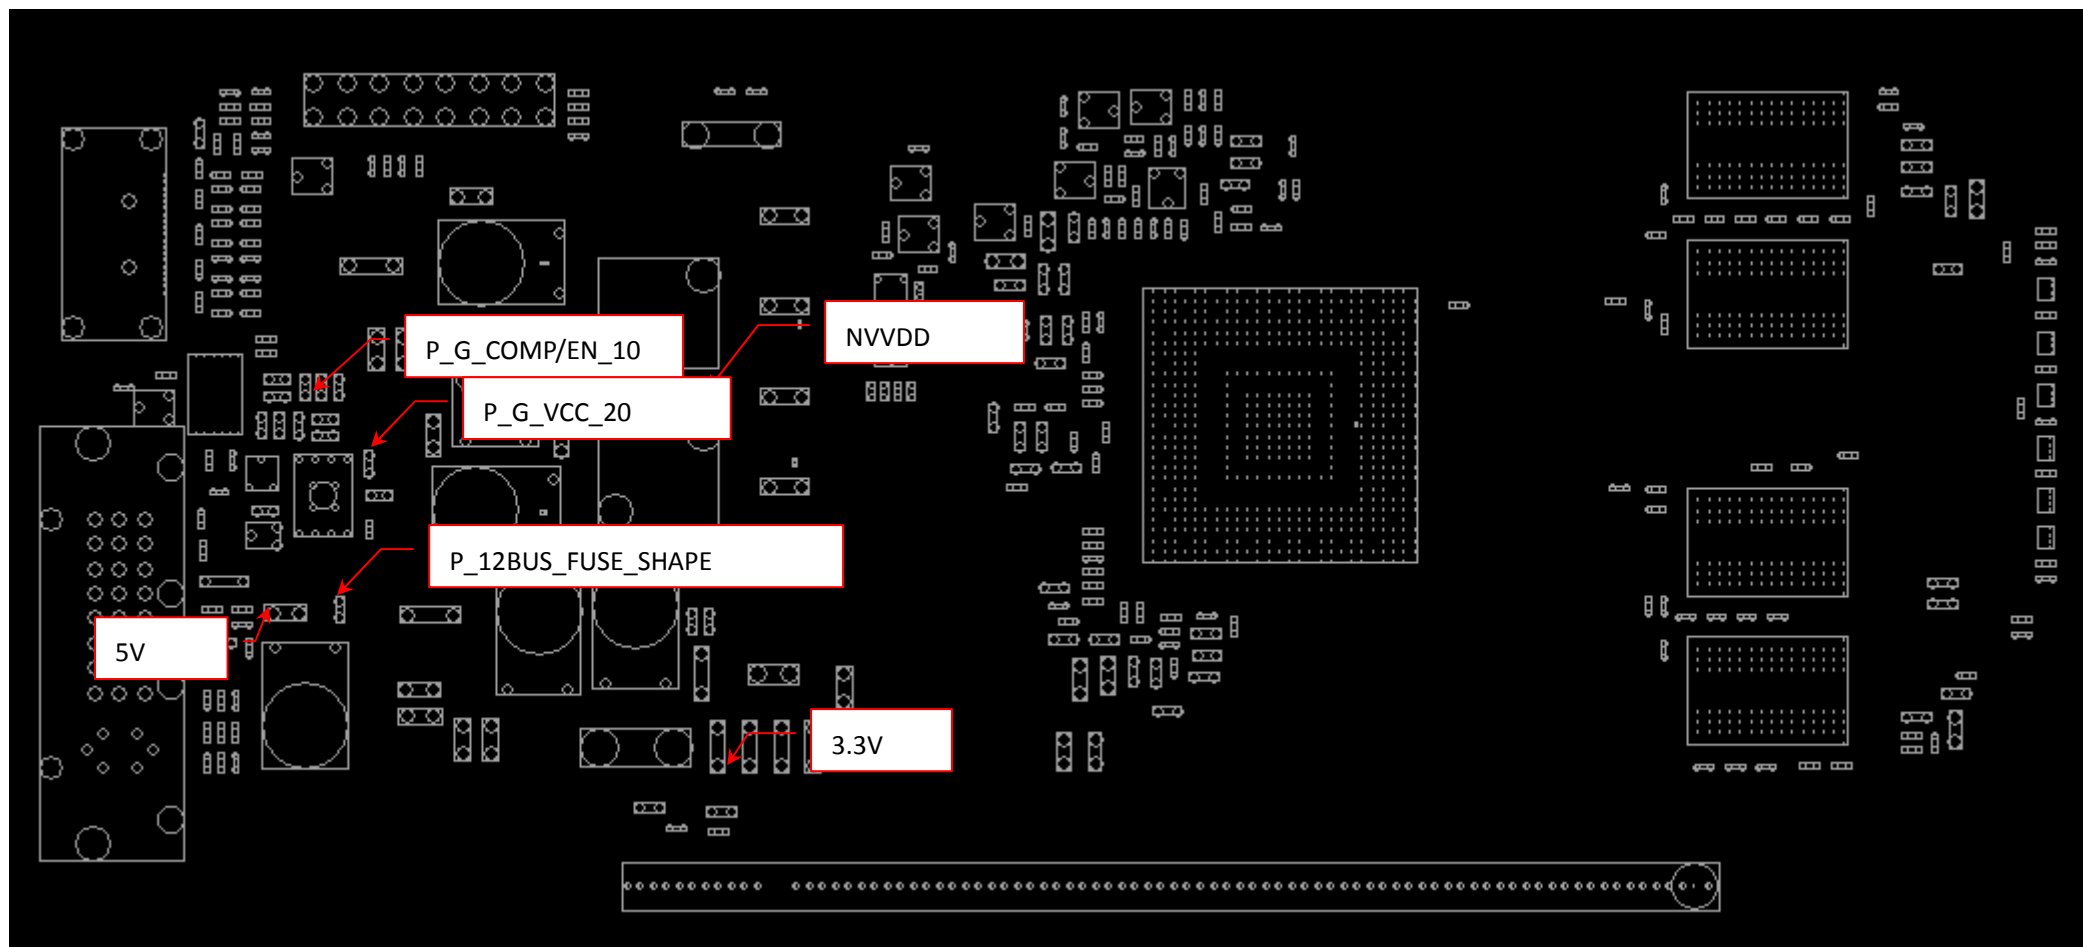 NVVDD
P_G_COMP/EN_10
P_G_VCC_20
P_12BUS_FUSE_SHAPE
5V
3.3V